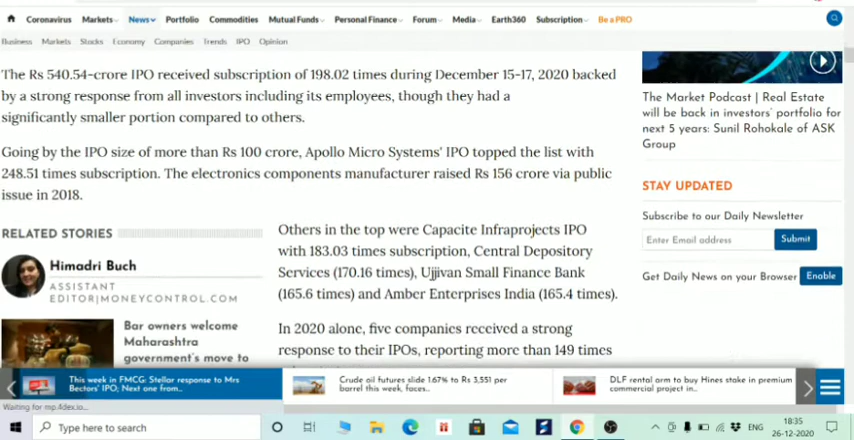 Coronavirus Markets News Portfolio Commodities Mutual Funds Personal Finance Forum Media Earth360 Subscription Be a PRO
Business Markets Stocks Economy Companies Trends IPO Opinion
The Rs 540.54-crore IPO received subscription of 198.02 times during December 15-17, 2020 backed
by a strong response from all investors including its employees, though they had a
significantly smaller portion compared to others.
Going by the IPO size of more than Rs 100 crore, Apollo Micro Systems' IPO topped the list with
248.51 times subscription. The electronics components manufacturer raised Rs 156 crore via public
issue in 2018.
RELATED STORIES
Himadri Buch
ASSISTANT
EDITOR|MONEYCONTROL.COM
Bar owners welcome
Maharashtra
government's move to
Others in the top were Capacite Infraprojects IPO
with 183.03 times subscription, Central Depository
Services (170.16 times), Ujjivan Small Finance Bank
(165.6 times) and Amber Enterprises India (165.4 times).
In 2020 alone, five companies received a strong
response to their IPOs, reporting more than 149 times
The Market Podcast | Real Estate
will be back in investors' portfolio for
next 5 years: Sunil Rohokale of ASK
Group
STAY UPDATED
Subscribe to our Daily Newsletter
Enter Email address Submit
Get Daily News on your Browser Enable
This week in FMCG: Stellar response to Mrs
Bectors' IPO; Next one from...
Crude oil futures slide 1.67% to Rs 3,551 per
barrel this week, faces...
DLF rental arm to buy Hines stake in premium
commercial project in...
Waiting for mp.4dex.io...
Type here to search
ENG
18:35
26-12-2020